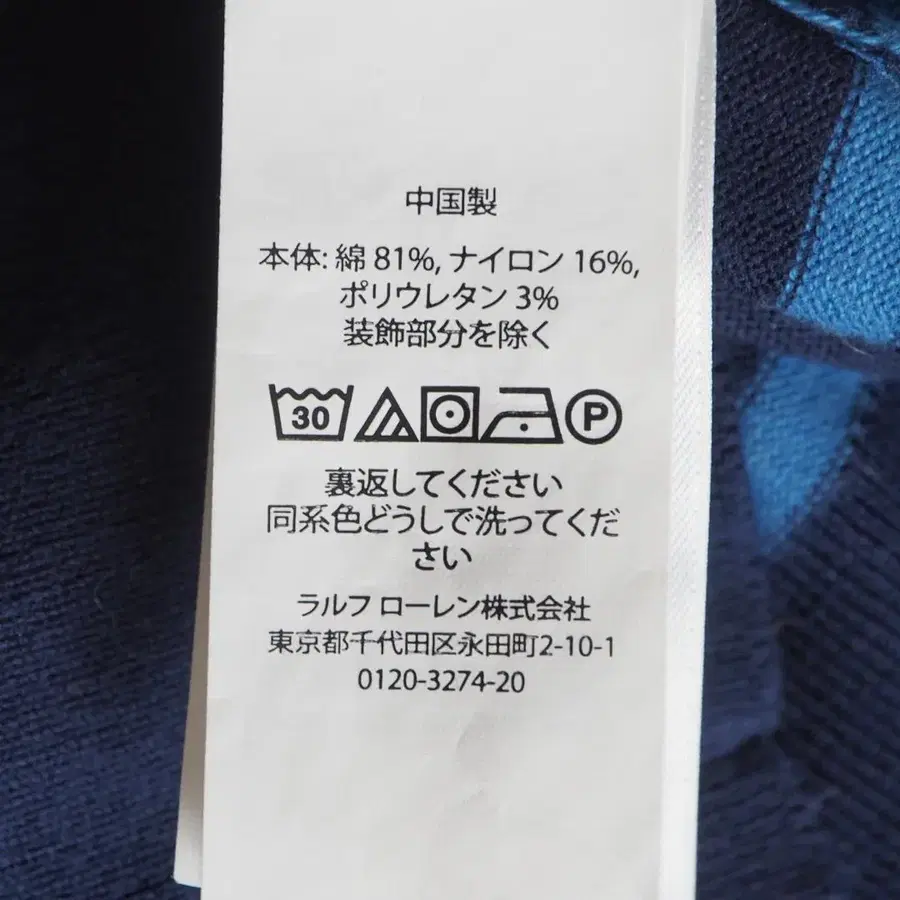 中国製
本体: 綿 81%, ナイロン 16%,
ポリウレタン 3%
装飾部分を除く
30 P
裏返してください
同系色どうしで洗ってくだ
さい
ラルフ ローレン株式会社
東京都千代田区永田町2-10-1
0120-3274-20